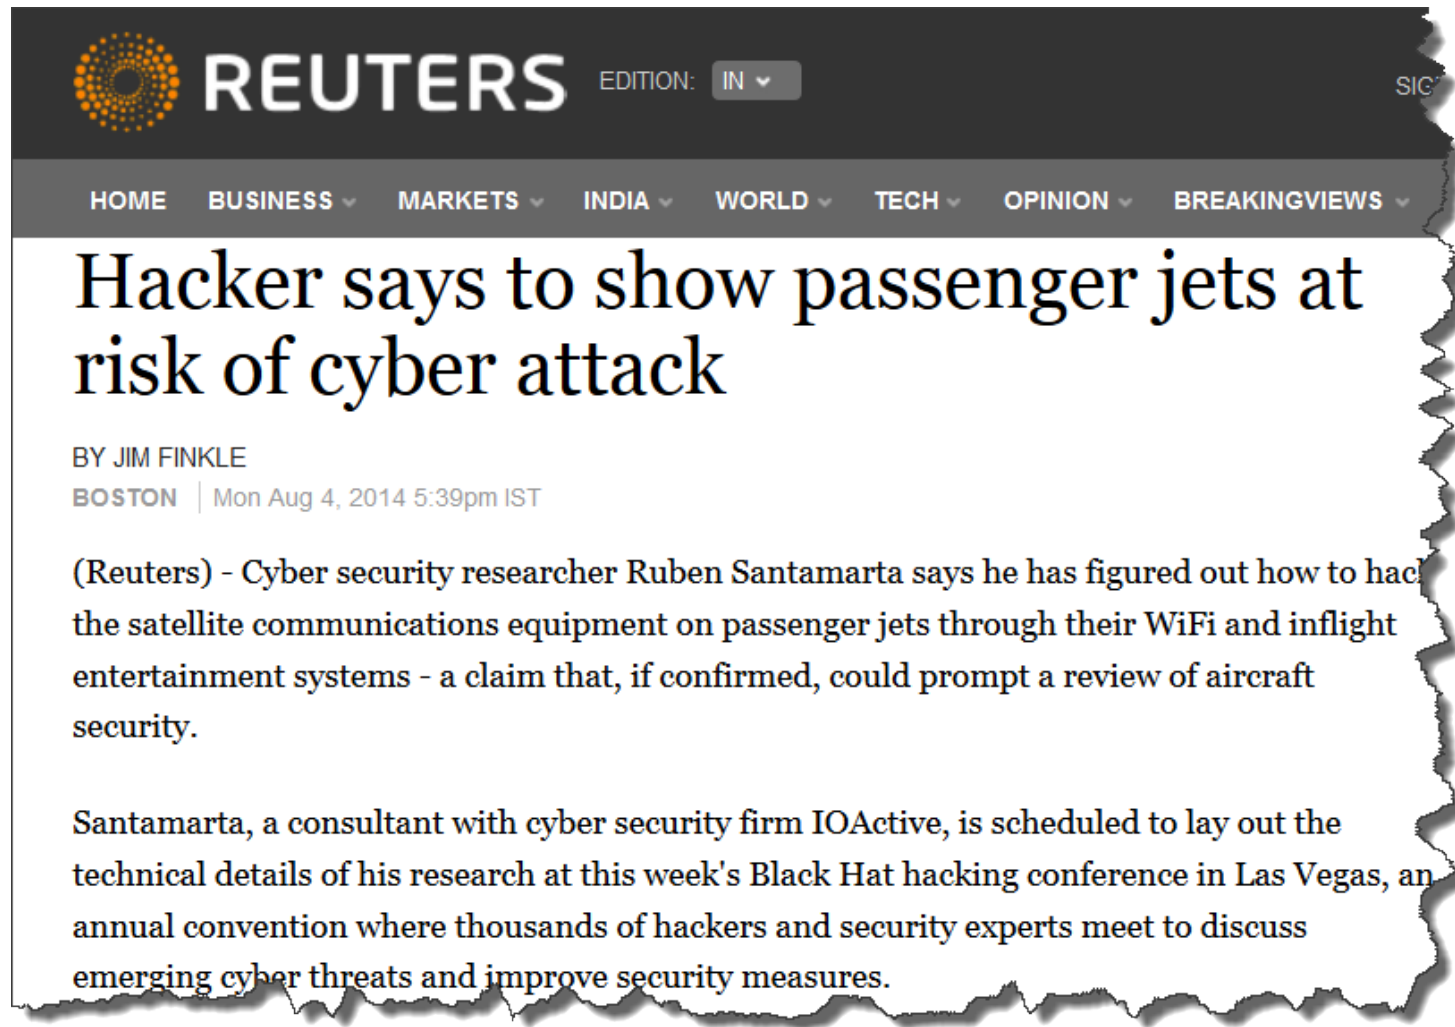 REUTERS EDITION: IN
HOME BUSINESS MARKETS INDIA WORLD TECH OPINION BREAKINGVIEWS
Hacker says to show passenger jets at
risk of cyber attack
BY JIM FINKLE
BOSTON | Mon Aug 4, 2014 5:39pm IST
(Reuters) - Cyber security researcher Ruben Santamarta says he has figured out how to hack
the satellite communications equipment on passenger jets through their WiFi and inflight
entertainment systems - a claim that, if confirmed, could prompt a review of aircraft
security.
Santamarta, a consultant with cyber security firm IOActive, is scheduled to lay out the
technical details of his research at this week's Black Hat hacking conference in Las Vegas, an
annual convention where thousands of hackers and security experts meet to discuss
emerging cyber threats and improve security measures.